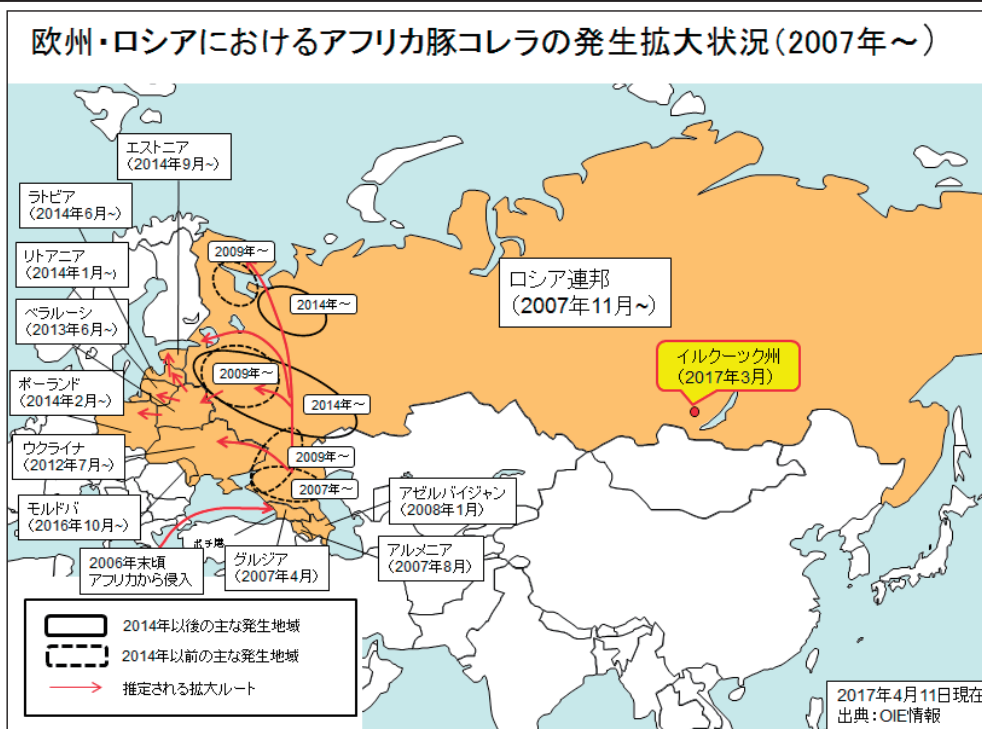 欧州・ロシアにおけるアフリカ豚コレラの発生拡大状況(2007年～)
エストニア
(2014年9月~)
ラトビア
(2014年6月~)
リトアニア
(2014年1月~)
ベラルーシ
(2013年6月~)
ポーランド
(2014年2月~)
ウクライナ
(2012年7月~)
モルドバ
(2016年10月~)
2009年～
2014年～
2009年～
2014年～
2009年～
2007年～
ロシア連邦
(2007年11月~)
イルクーツク州
(2017年3月)
アゼルバイジャン
(2008年1月)
アルメニア
(2007年8月)
グルジア
(2007年4月)
ポチ港
2006年末頃
アフリカから侵入
2014年以後の主な発生地域
2014年以前の主な発生地域
推定される拡大ルート
2017年4月11日現在
出典:OIE情報